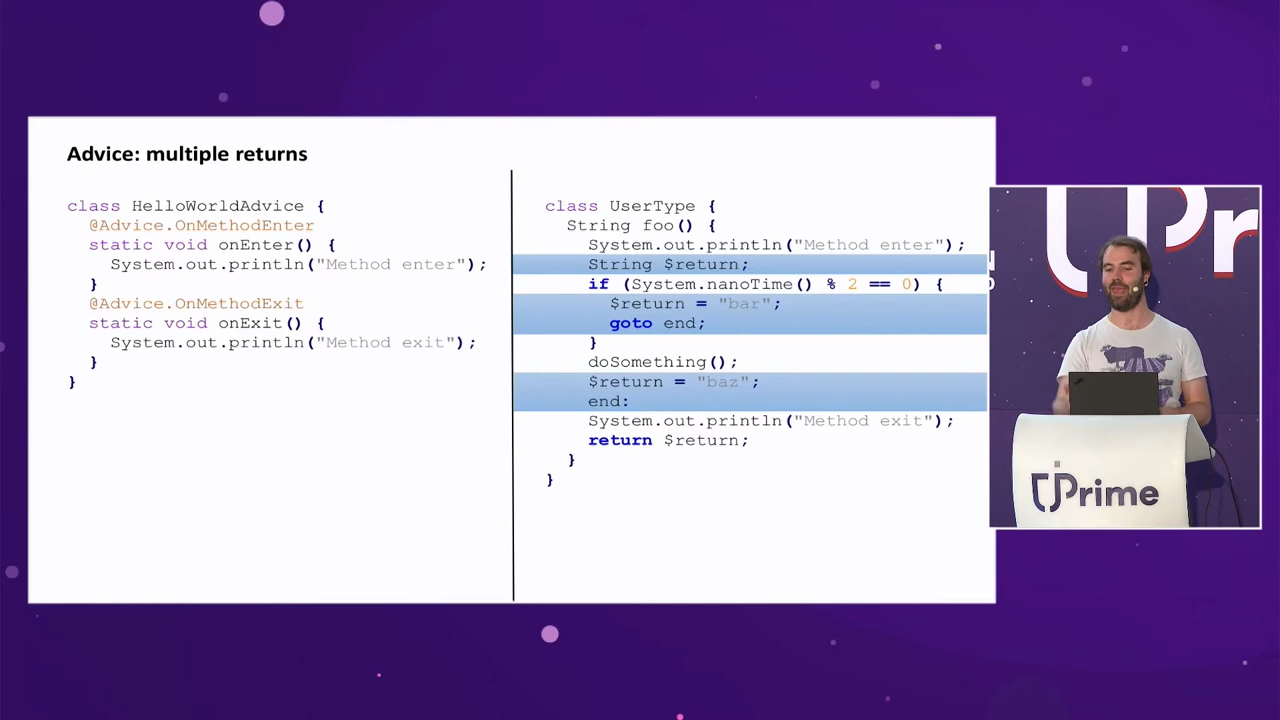 Advice: multiple returns
class HelloWorldAdvice {
@Advice.OnMethodEnter
static void onEnter() {
System.out.println("Method enter");
}
@Advice.OnMethodExit
static void onExit() {
System.out.println("Method exit");
}
}
class UserType {
String foo() {
System.out.println("Method enter");
String $return;
if (System.nanoTime() % 2 == 0) {
$return = "bar";
goto end;
}
doSomething();
$return = "baz";
end:
System.out.println("Method exit");
return $return;
}
}
jPrime